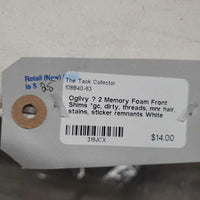 Retail (New)
is $ 85
The Tack Collector
108840-63
Ogilvy ? 2 Memory Foam Front
Shims *gc, dirty, threads, mnr hair,
stains, sticker remnants White
316JCX
$14.00